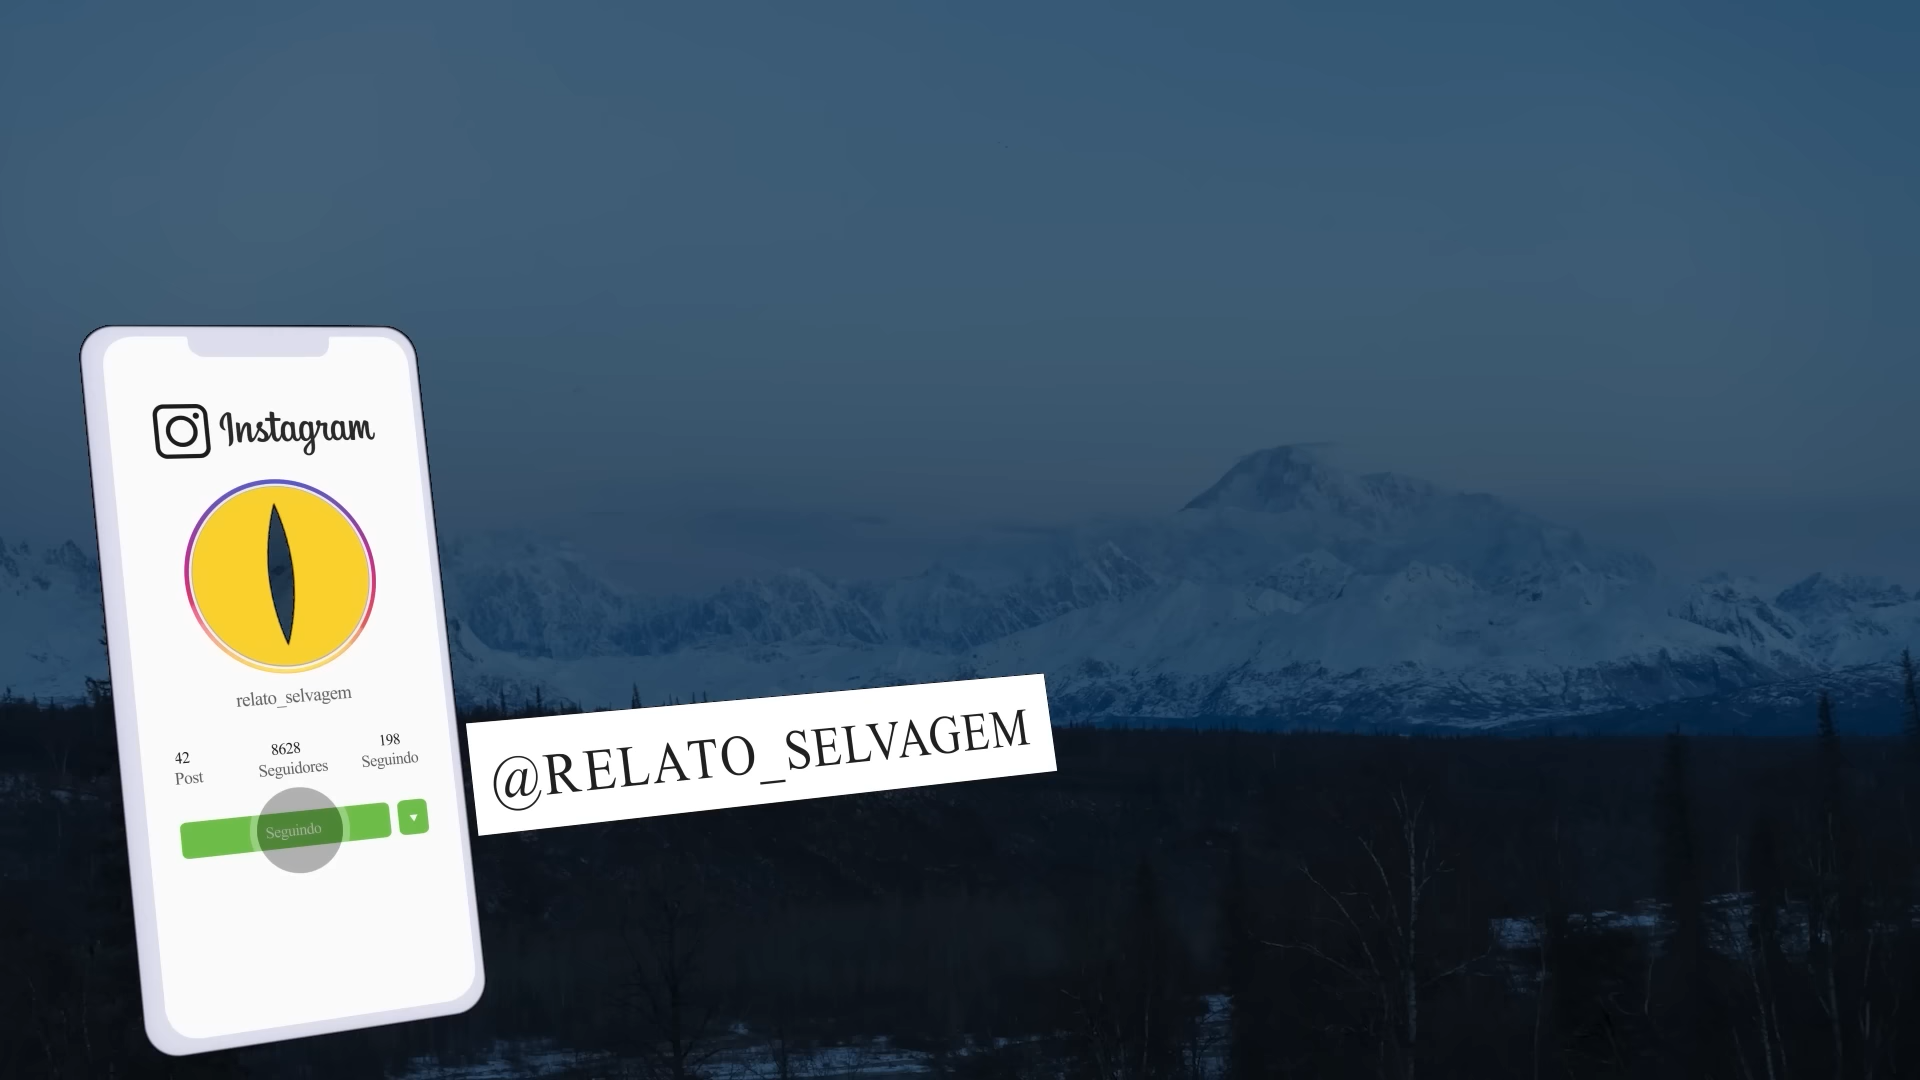 Instagram
relato_selvagem
42
Post
8628
Seguidores
198
Seguindo
Seguindo
@RELATO_SELVAGEM